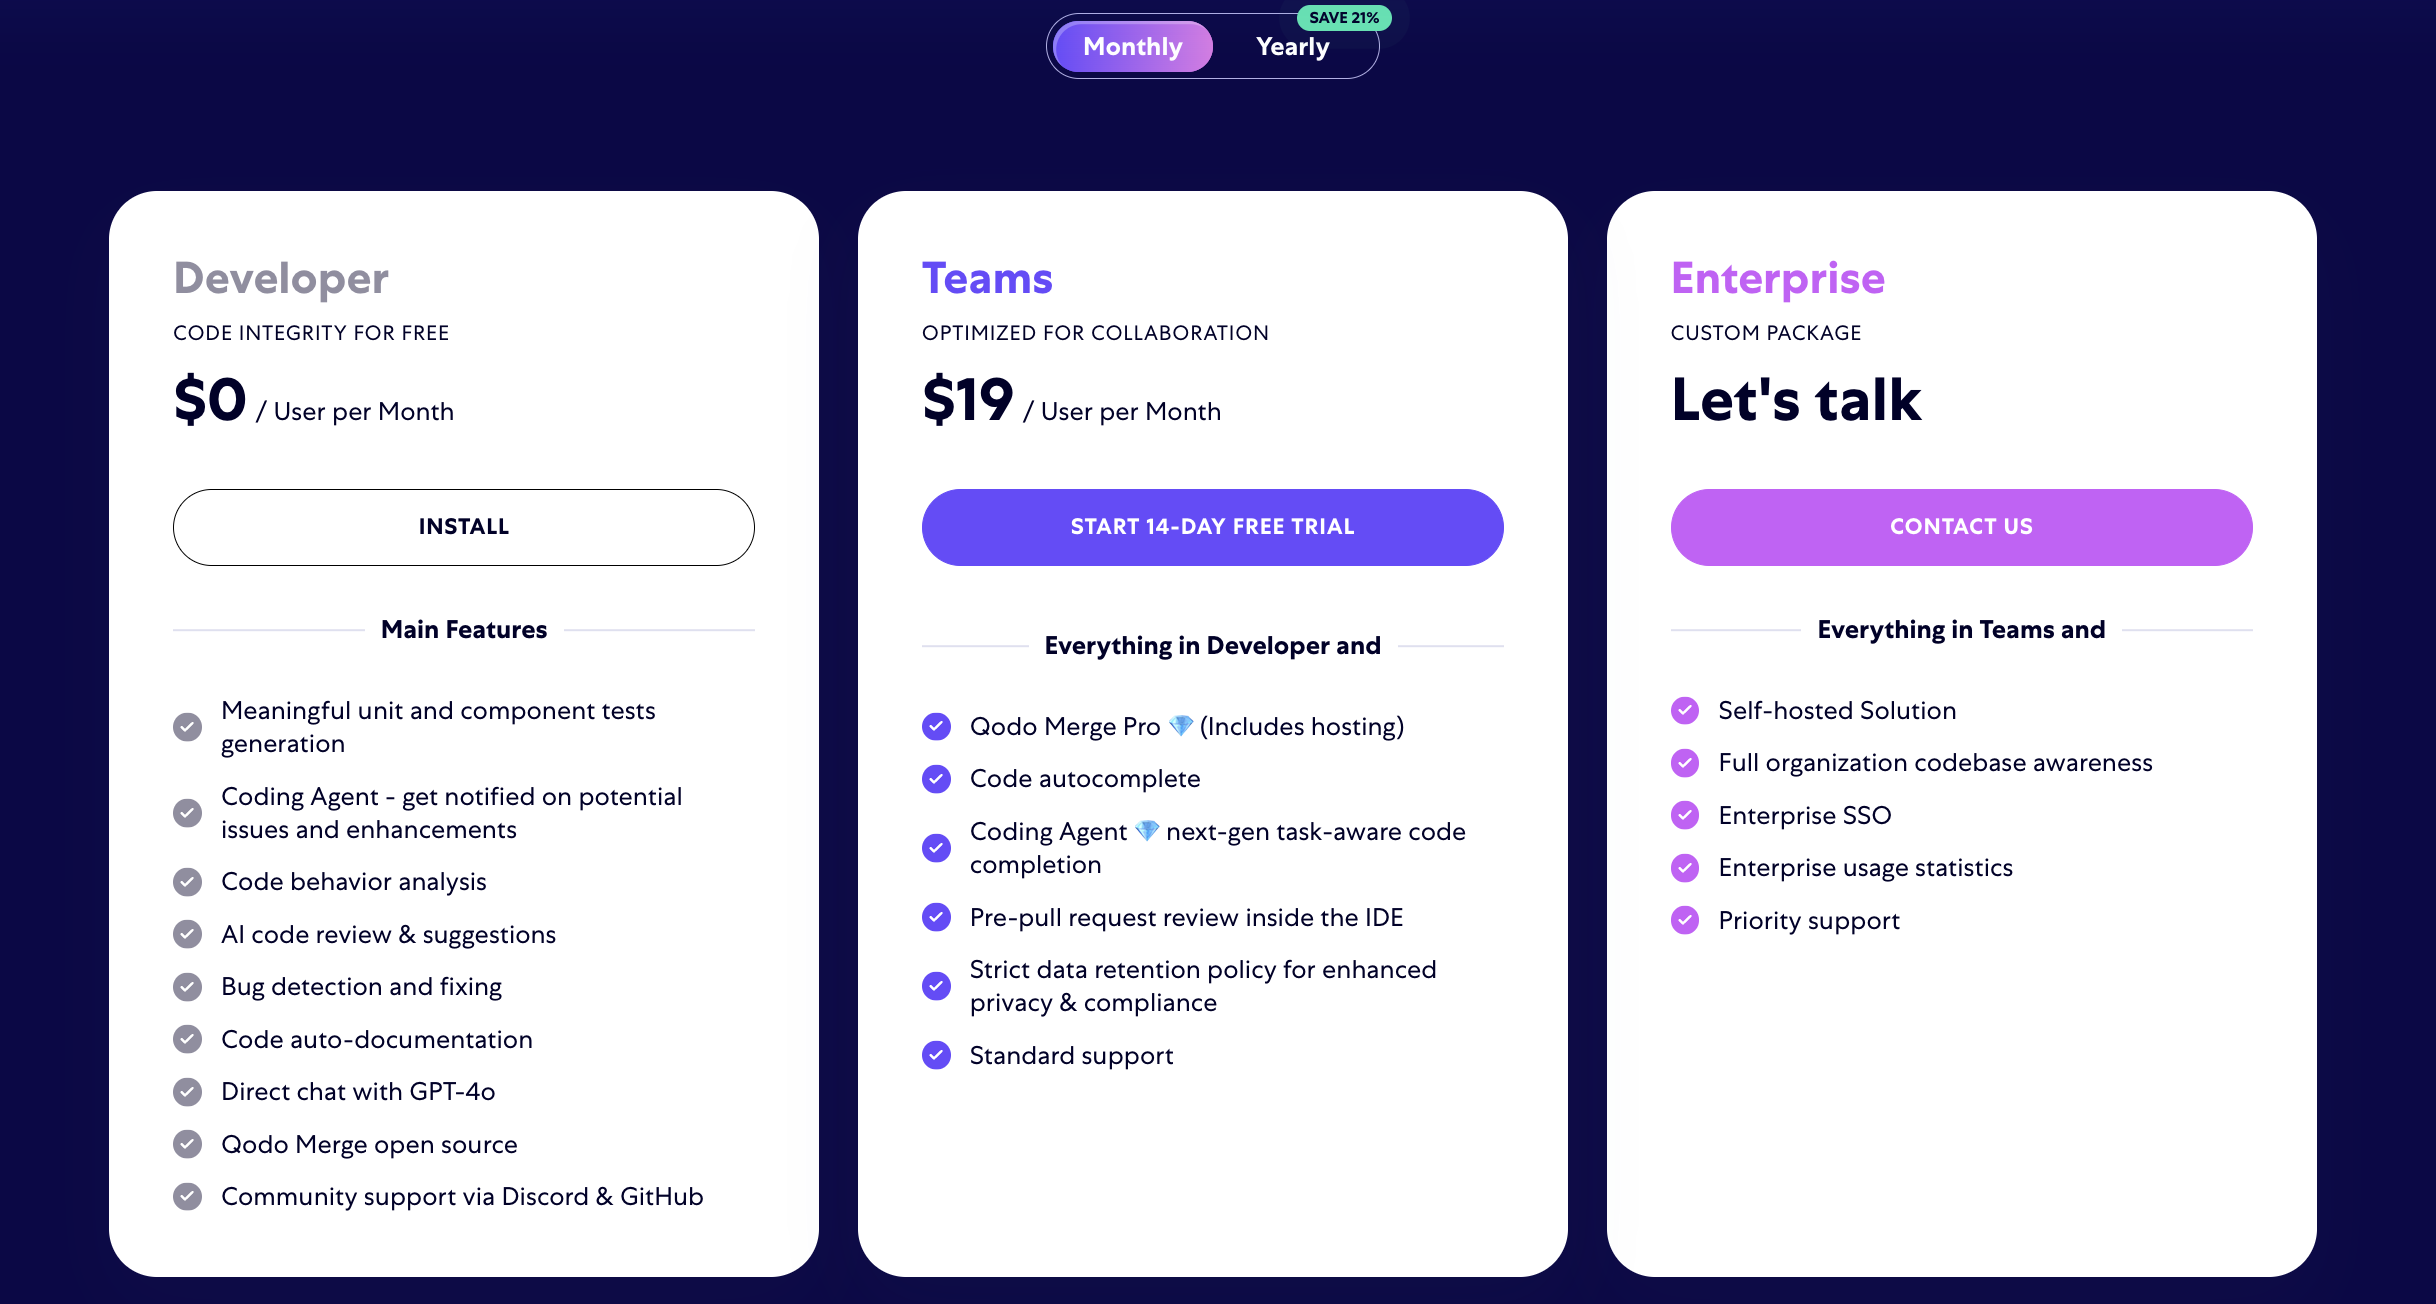 SAVE 21%
Monthly
Yearly
Developer
CODE INTEGRITY FOR FREE
$0 / User per Month
INSTALL
Main Features
Meaningful unit and component tests
generation
Coding Agent - get notified on potential
issues and enhancements
Code behavior analysis
AI code review & suggestions
Bug detection and fixing
Code auto-documentation
Direct chat with GPT-4o
Qodo Merge open source
Community support via Discord & GitHub
Teams
OPTIMIZED FOR COLLABORATION
$19 / User per Month
START 14-DAY FREE TRIAL
Everything in Developer and
Qodo Merge Pro 💎 (Includes hosting)
Code autocomplete
Coding Agent 💎 next-gen task-aware code
completion
Pre-pull request review inside the IDE
Strict data retention policy for enhanced
privacy & compliance
Standard support
Enterprise
CUSTOM PACKAGE
Let's talk
CONTACT US
Everything in Teams and
Self-hosted Solution
Full organization codebase awareness
Enterprise SSO
Enterprise usage statistics
Priority support